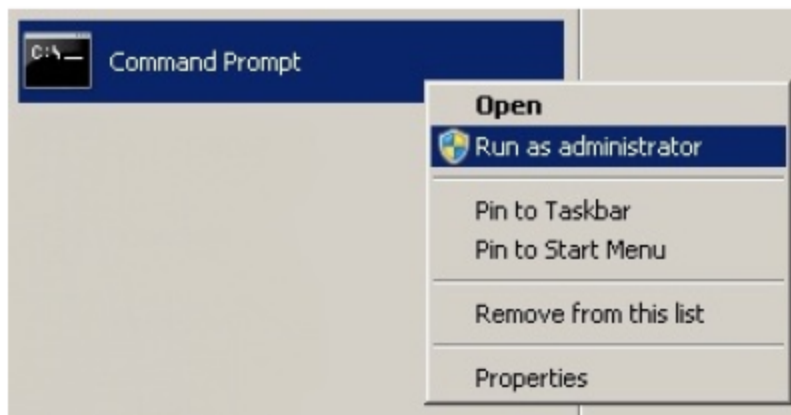 C:\_
Command Prompt
Open
Run as administrator
Pin to Taskbar
Pin to Start Menu
Remove from this list
Properties